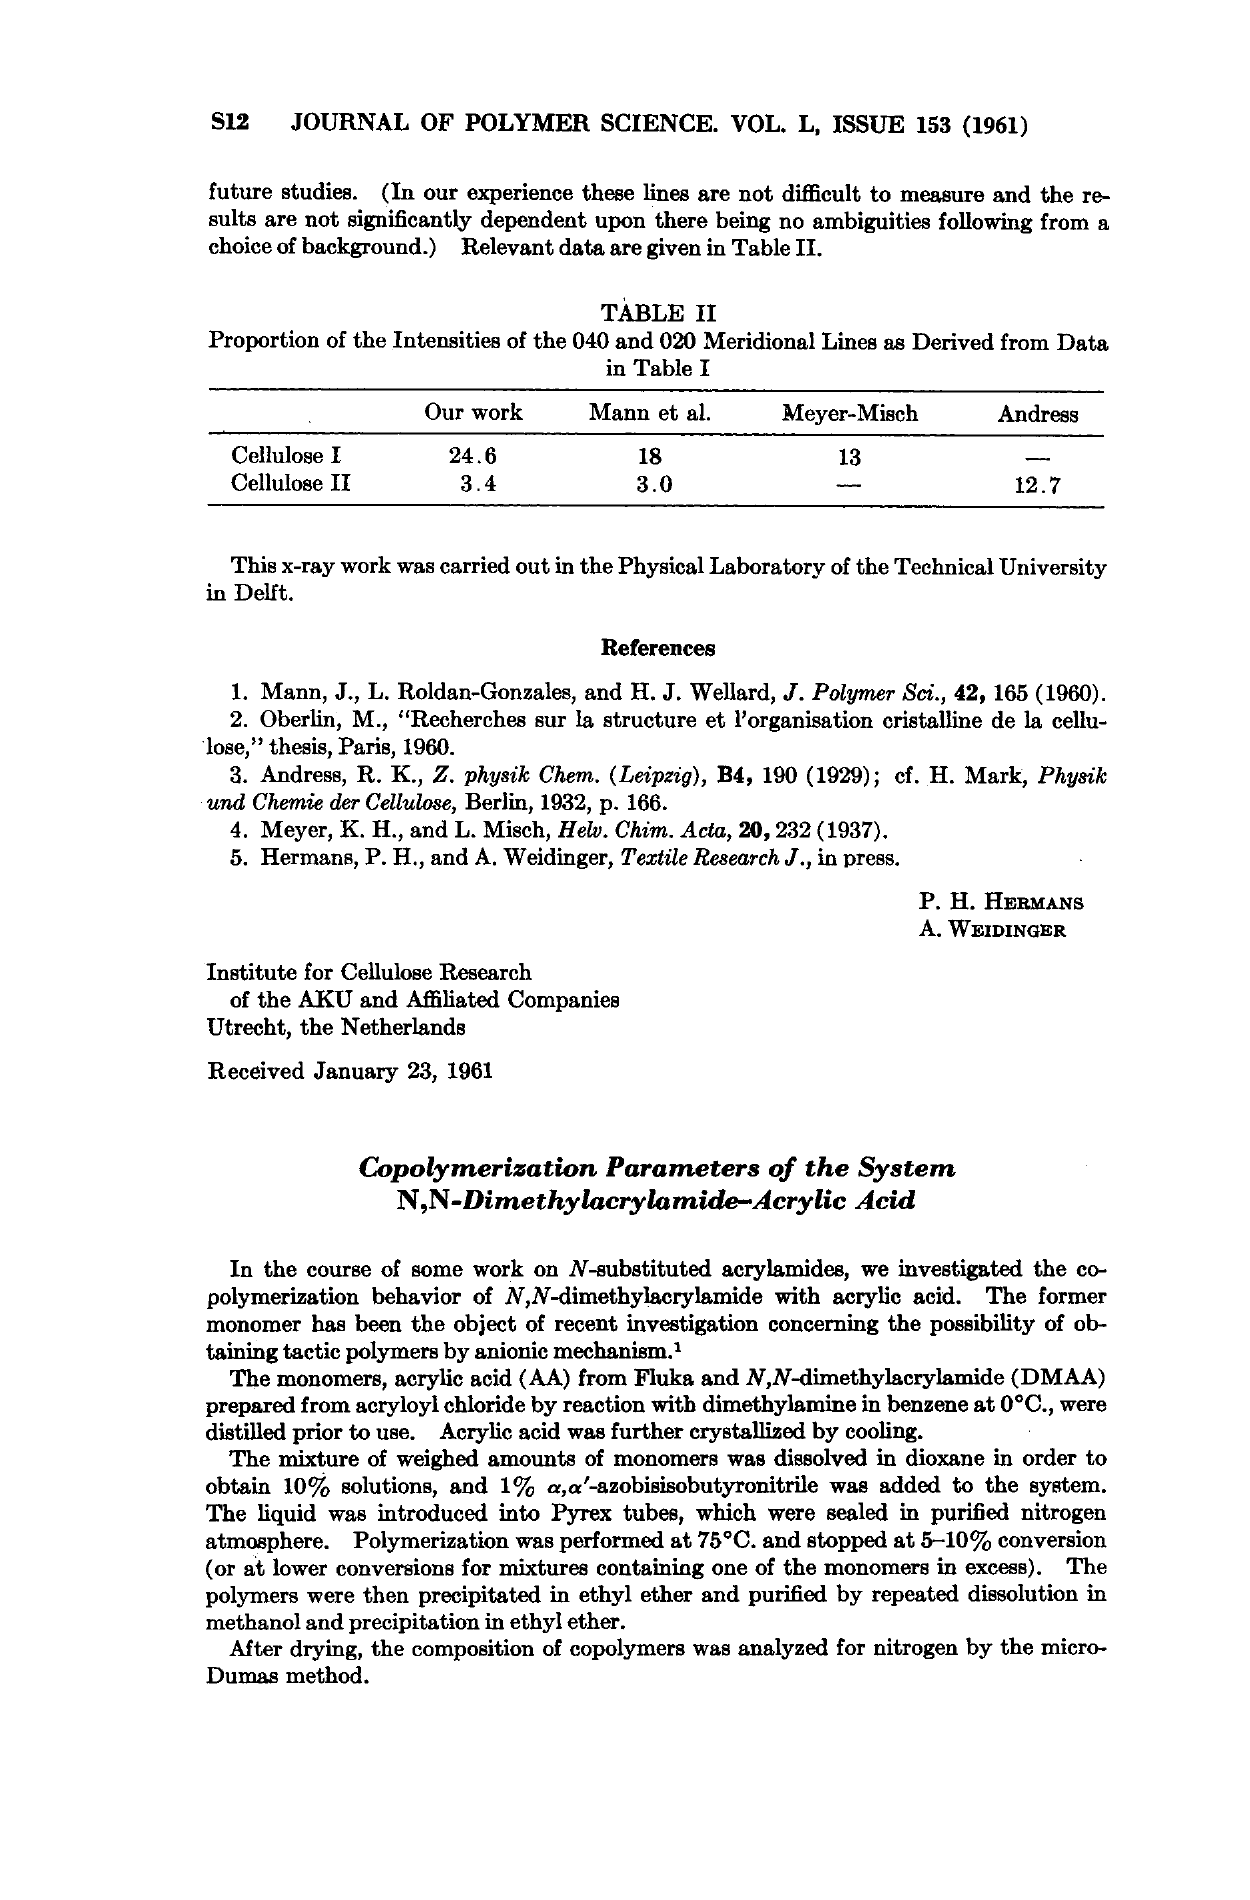 S12 JOURNAL OF POLYMER SCIENCE. VOL. L, ISSUE 153 (1961)
future studies. (In our experience these lines are not difficult to measure and the re-
sults are not significantly dependent upon there being no ambiguities following from a
choice of background.) Relevant data are given in Table II.
TABLE II
Proportion of the Intensities of the 040 and 020 Meridional Lines as Derived from Data
in Table I
Our work Mann et al. Meyer-Misch Andress
Cellulose I 24.6 18 13 —
Cellulose II 3.4 3.0 — 12.7
This x-ray work was carried out in the Physical Laboratory of the Technical University
in Delft.
References
1. Mann, J., L. Roldan-Gonzales, and H. J. Wellard, J. Polymer Sci., 42, 165 (1960).
2. Oberlin, M., "Recherches sur la structure et l'organisation cristalline de la cellu-
lose," thesis, Paris, 1960.
3. Andress, R. K., Z. physik Chem. (Leipzig), B4, 190 (1929); cf. H. Mark, Physik
und Chemie der Cellulose, Berlin, 1932, p. 166.
4. Meyer, K. H., and L. Misch, Helv. Chim. Acta, 20, 232 (1937).
5. Hermans, P. H., and A. Weidinger, Textile Research J., in press.
P. H. HERMANS
A. WEIDINGER
Institute for Cellulose Research
of the AKU and Affiliated Companies
Utrecht, the Netherlands
Received January 23, 1961
Copolymerization Parameters of the System
N,N-Dimethylacrylamide–Acrylic Acid
In the course of some work on N-substituted acrylamides, we investigated the co-
polymerization behavior of N,N-dimethylacrylamide with acrylic acid. The former
monomer has been the object of recent investigation concerning the possibility of ob-
taining tactic polymers by anionic mechanism.¹
The monomers, acrylic acid (AA) from Fluka and N,N-dimethylacrylamide (DMAA)
prepared from acryloyl chloride by reaction with dimethylamine in benzene at 0°C., were
distilled prior to use. Acrylic acid was further crystallized by cooling.
The mixture of weighed amounts of monomers was dissolved in dioxane in order to
obtain 10% solutions, and 1% α,α′-azobisisobutyronitrile was added to the system.
The liquid was introduced into Pyrex tubes, which were sealed in purified nitrogen
atmosphere. Polymerization was performed at 75°C. and stopped at 5–10% conversion
(or at lower conversions for mixtures containing one of the monomers in excess). The
polymers were then precipitated in ethyl ether and purified by repeated dissolution in
methanol and precipitation in ethyl ether.
After drying, the composition of copolymers was analyzed for nitrogen by the micro-
Dumas method.